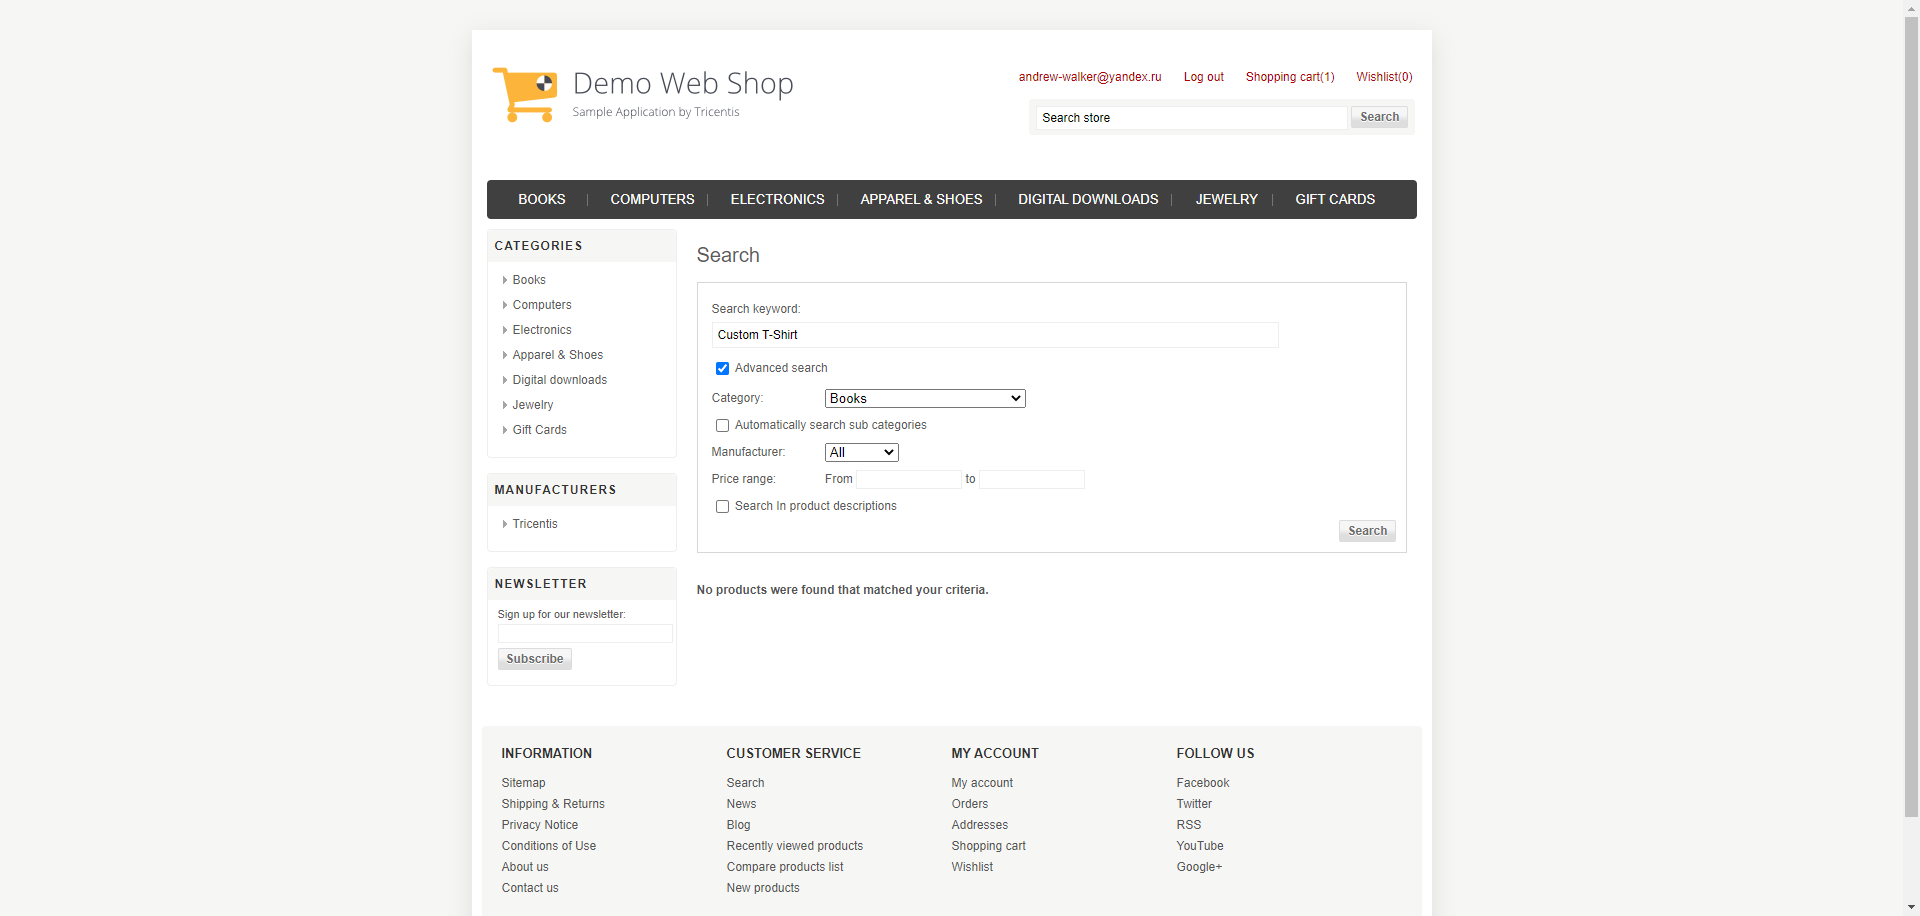 Demo Web Shop
Sample Application by Tricentis
andrew-walker@yandex.ru Log out Shopping cart(1) Wishlist(0)
Search store Search
BOOKS COMPUTERS ELECTRONICS APPAREL & SHOES DIGITAL DOWNLOADS JEWELRY GIFT CARDS
CATEGORIES
Books
Computers
Electronics
Apparel & Shoes
Digital downloads
Jewelry
Gift Cards
MANUFACTURERS
Tricentis
NEWSLETTER
Sign up for our newsletter:
Subscribe
Search
Search keyword:
Custom T-Shirt
Advanced search
Category: Books
Automatically search sub categories
Manufacturer: All
Price range: From to
Search In product descriptions
Search
No products were found that matched your criteria.
INFORMATION
Sitemap
Shipping & Returns
Privacy Notice
Conditions of Use
About us
Contact us
CUSTOMER SERVICE
Search
News
Blog
Recently viewed products
Compare products list
New products
MY ACCOUNT
My account
Orders
Addresses
Shopping cart
Wishlist
FOLLOW US
Facebook
Twitter
RSS
YouTube
Google+